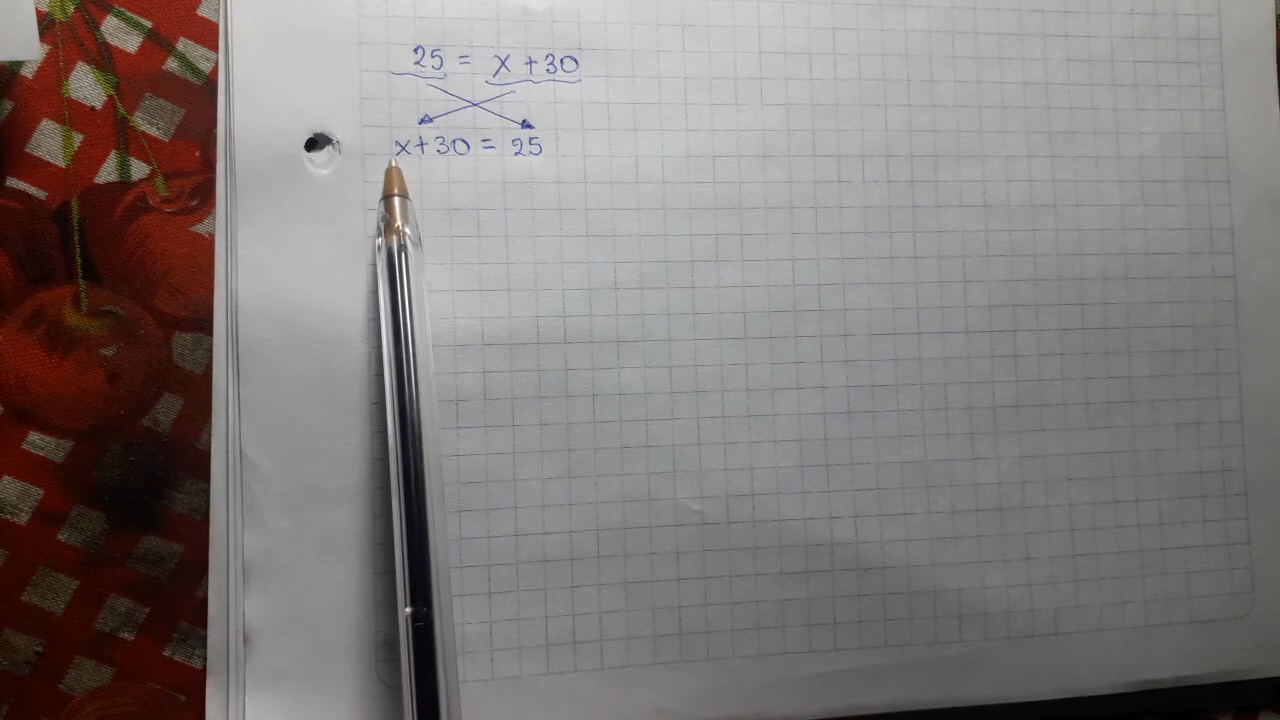 25 = x + 30
x + 30 = 25